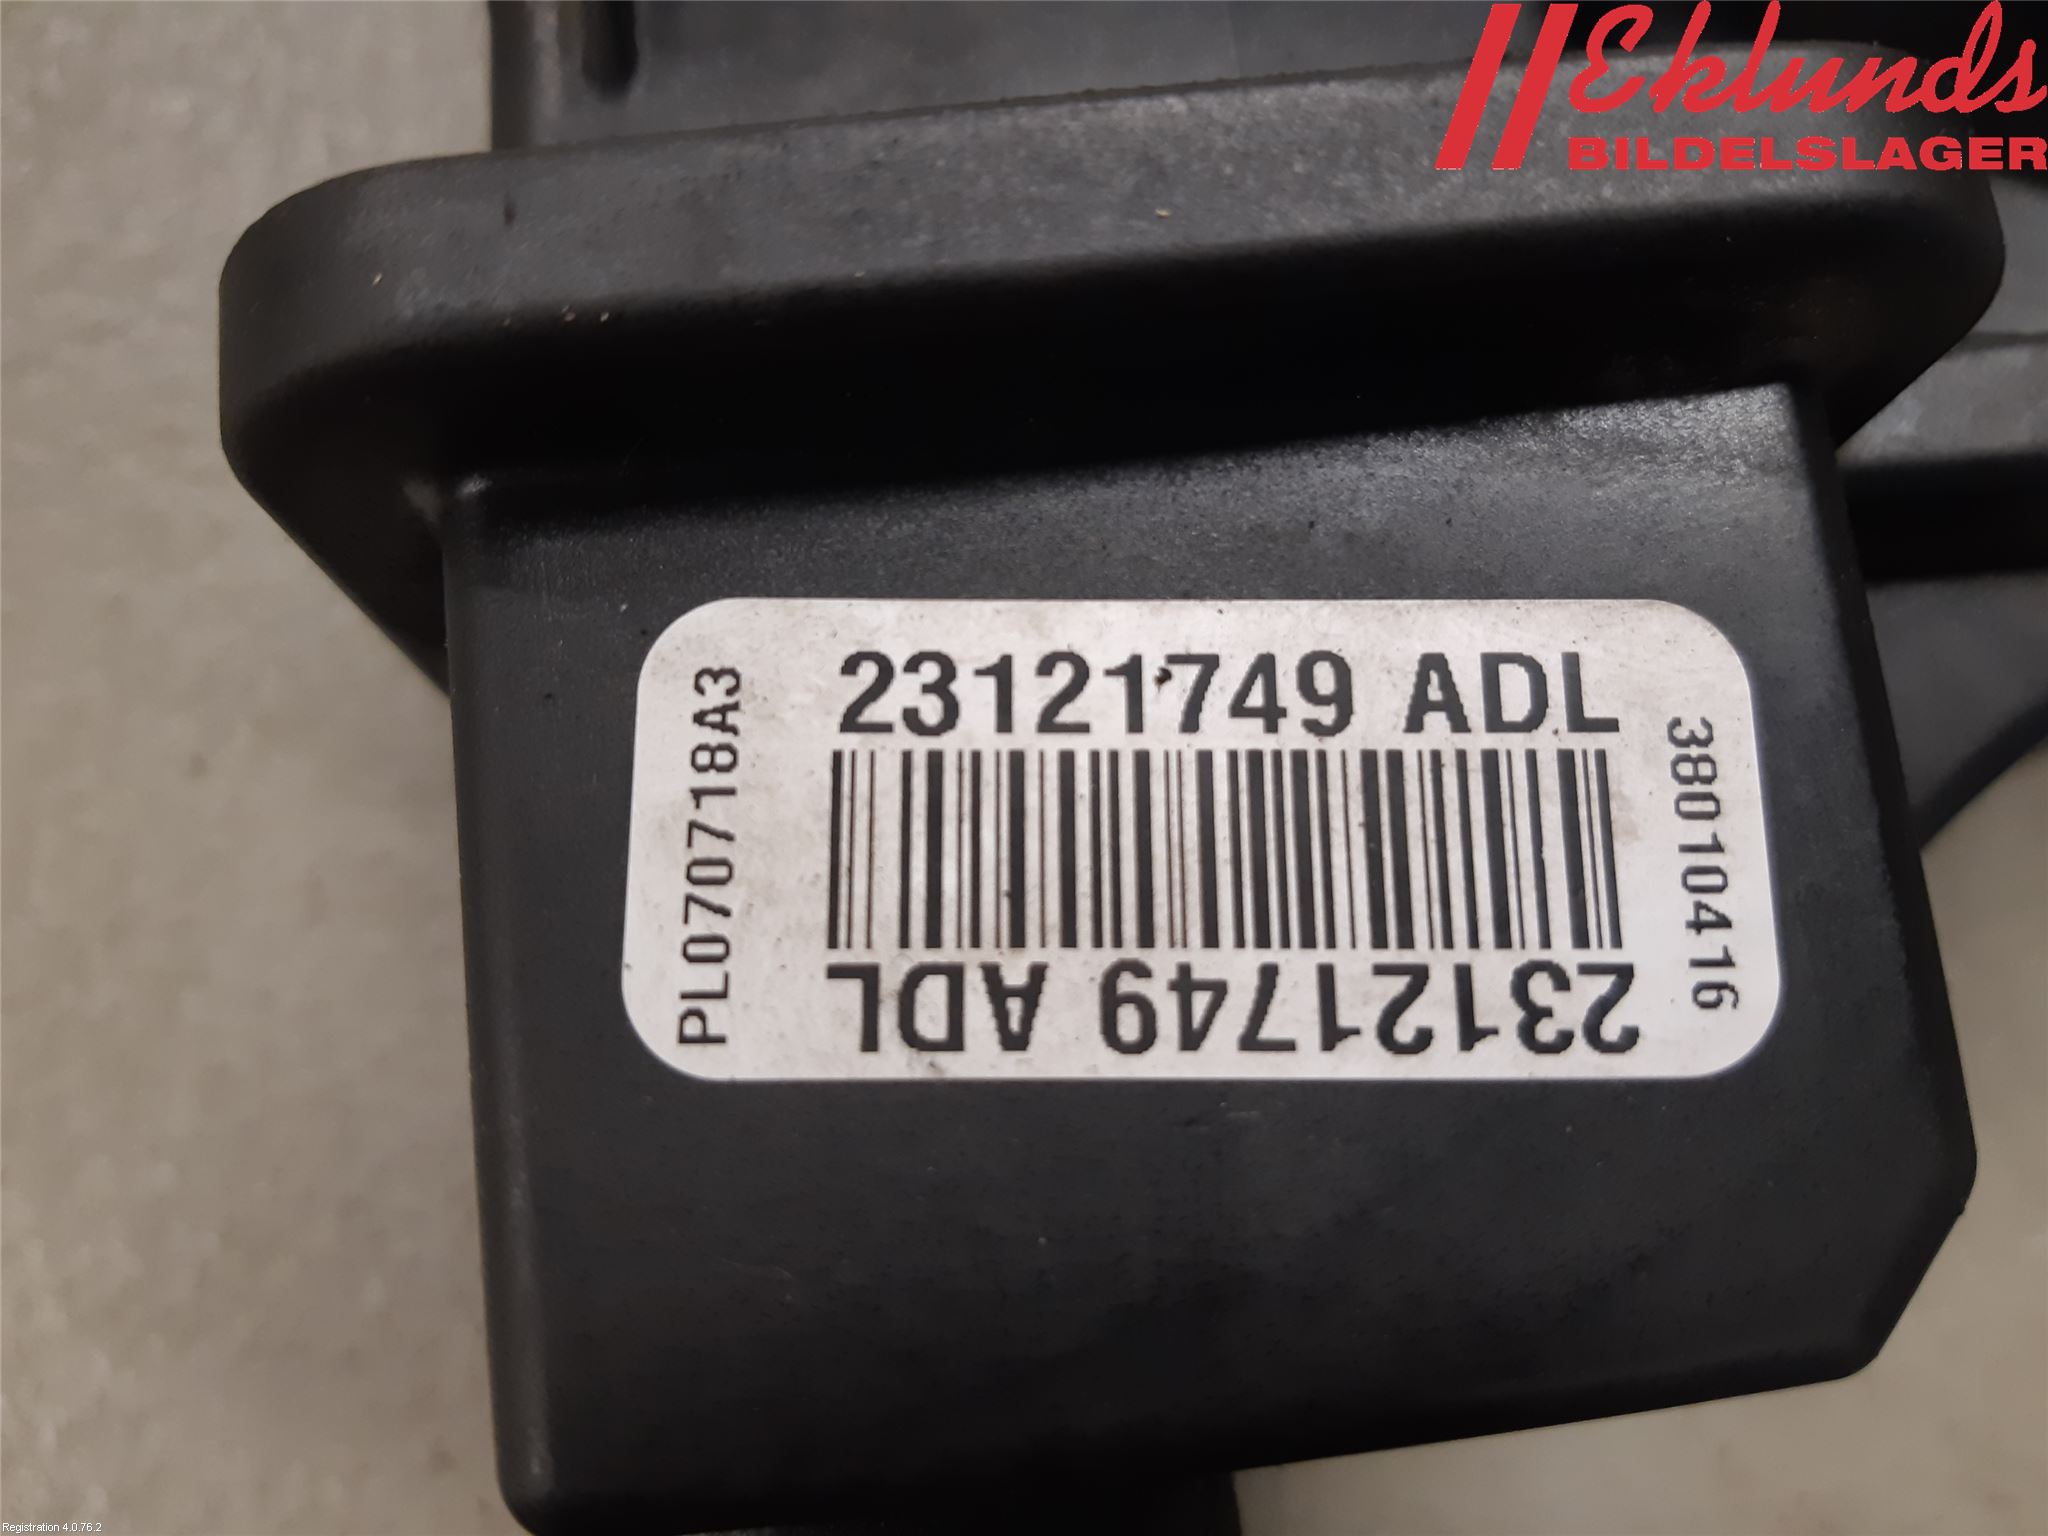 Eklunds
BILDELSLAGER
23121749 ADL
PL070718A3
38010416
23121749 ADL
Registration 4.0.76.2